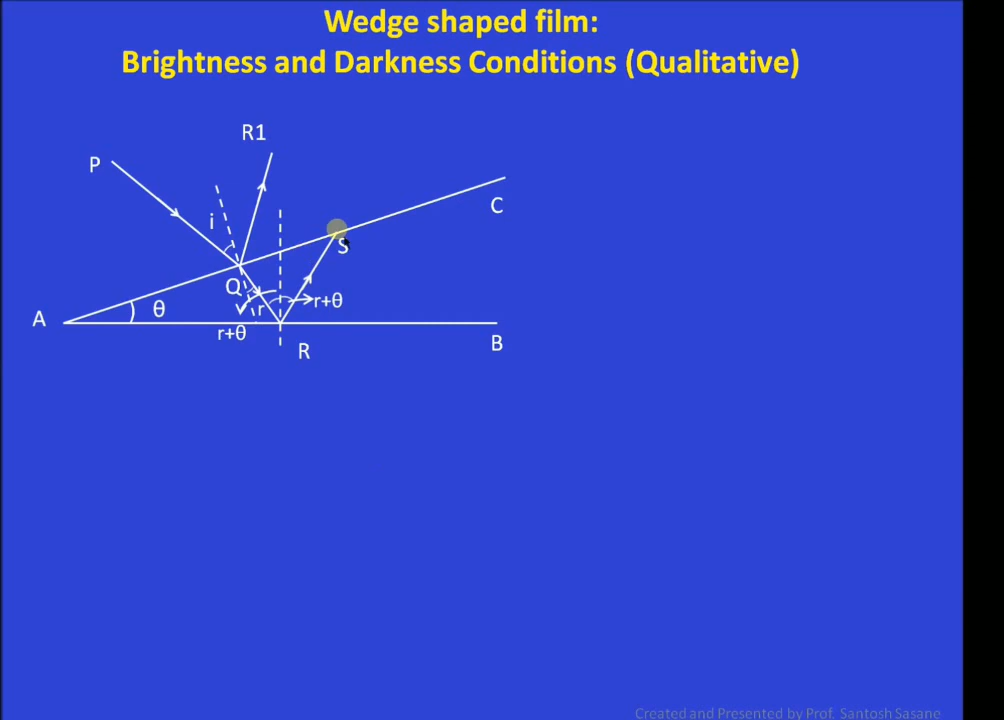 Wedge shaped film:
Brightness and Darkness Conditions (Qualitative)
R1
P
C
i
S
Q
r+θ
A
θ
r
r+θ
B
R
Created and Presented by Prof. Santosh Sasane